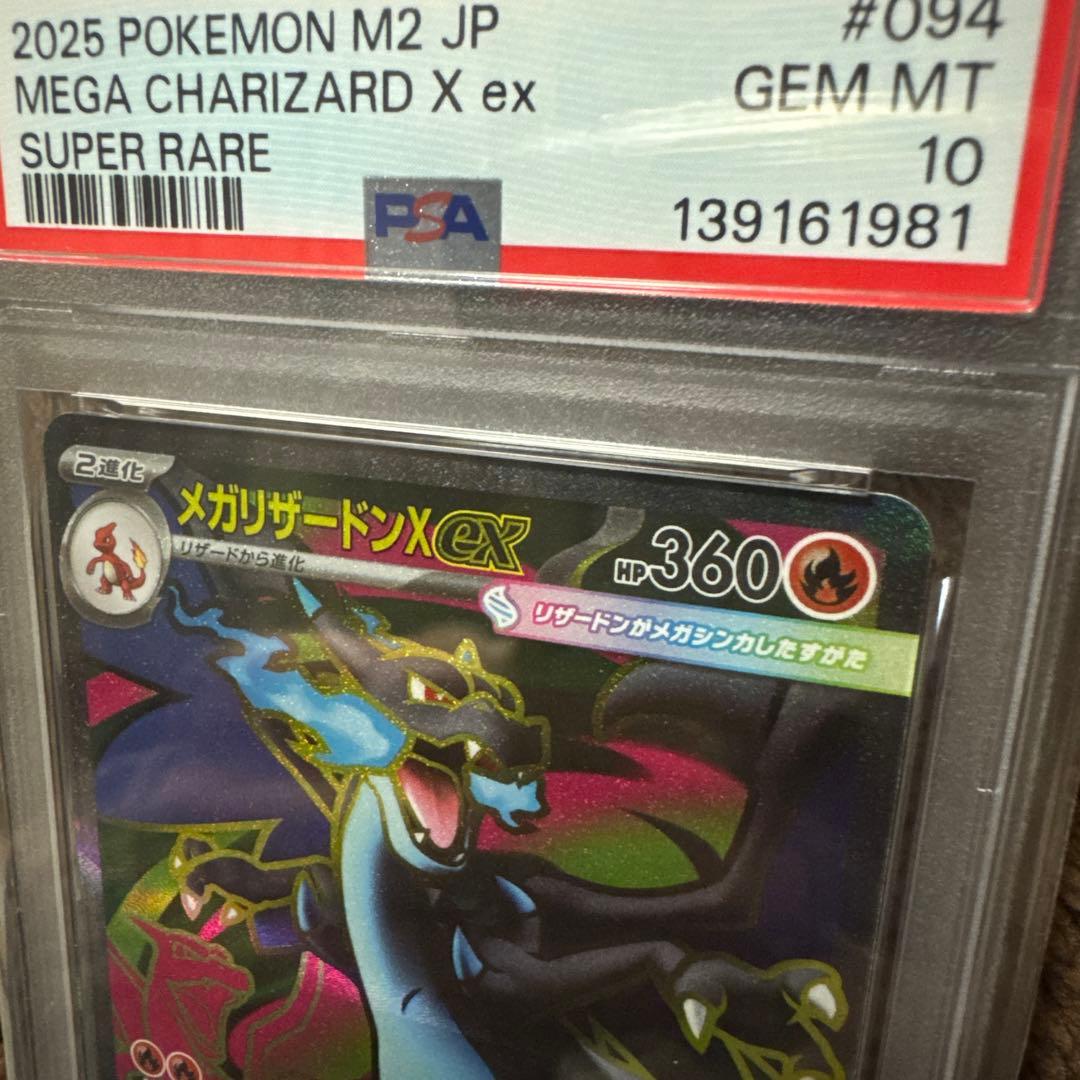 2025 POKEMON M2 JP
#094
MEGA CHARIZARD X ex
GEM MT
SUPER RARE
10
PSA
139161981
2進化
メガリザードンXex
リザードから進化
HP360
リザードンがメガシンカしたすがた